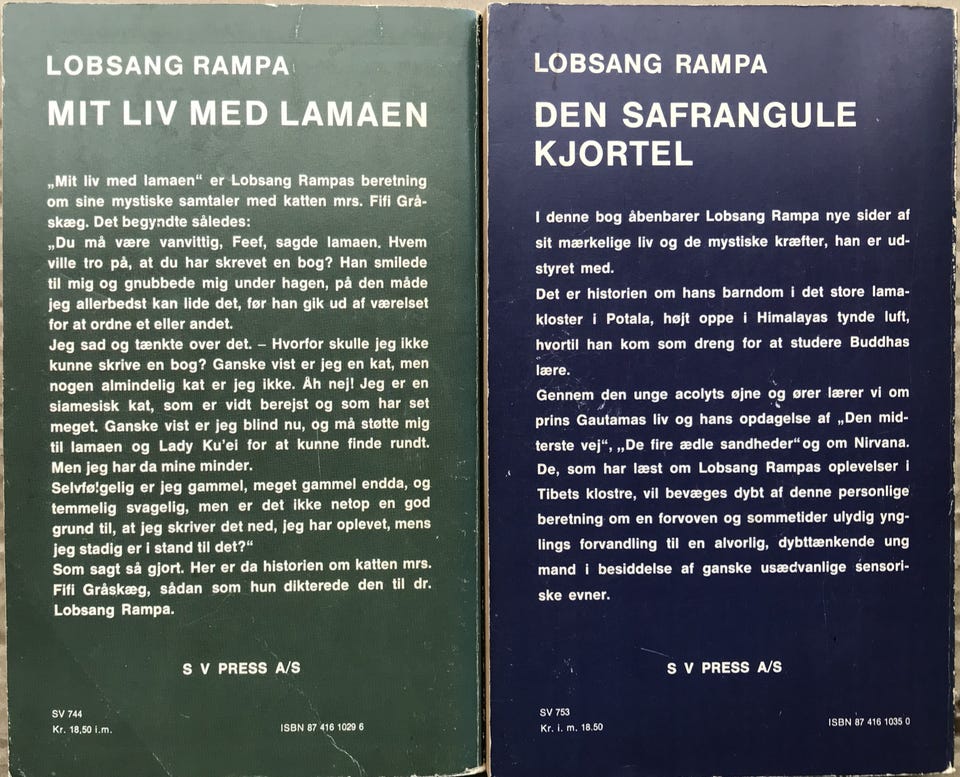 LOBSANG RAMPA
MIT LIV MED LAMAEN
„Mit liv med lamaen“ er Lobsang Rampas beretning
om sine mystiske samtaler med katten mrs. Fifi Grå-
skæg. Det begyndte således:
„Du må være vanvittig, Feef, sagde lamaen. Hvem
ville tro på, at du har skrevet en bog? Han smilede
til mig og gnubbede mig under hagen, på den måde
jeg allerbedst kan lide det, før han gik ud af værelset
for at ordne et eller andet.
Jeg sad og tænkte over det. – Hvorfor skulle jeg ikke
kunne skrive en bog? Ganske vist er jeg en kat, men
nogen almindelig kat er jeg ikke. Åh nej! Jeg er en
siamesisk kat, som er vidt berejst og som har set
meget. Ganske vist er jeg blind nu, og må støtte mig
til lamaen og Lady Ku'ei for at kunne finde rundt.
Men jeg har da mine minder.
Selvfølgelig er jeg gammel, meget gammel endda, og
temmelig svagelig, men er det ikke netop en god
grund til, at jeg skriver det ned, jeg har oplevet, mens
jeg stadig er i stand til det?“
Som sagt så gjort. Her er da historien om katten mrs.
Fifi Gråskæg, sådan som hun dikterede den til dr.
Lobsang Rampa.
S V PRESS A/S
SV 744
Kr. 18,50 i.m.
ISBN 87 416 1029 6
LOBSANG RAMPA
DEN SAFRANGULE
KJORTEL
I denne bog åbenbarer Lobsang Rampa nye sider af
sit mærkelige liv og de mystiske kræfter, han er ud-
styret med.
Det er historien om hans barndom i det store lama-
kloster i Potala, højt oppe i Himalayas tynde luft,
hvortil han kom som dreng for at studere Buddhas
lære.
Gennem den unge acolyts øjne og ører lærer vi om
prins Gautamas liv og hans opdagelse af „Den mid-
terste vej“, „De fire ædle sandheder“ og om Nirvana.
De, som har læst om Lobsang Rampas oplevelser i
Tibets klostre, vil bevæges dybt af denne personlige
beretning om en forvoven og sommetider ulydig yng-
lings forvandling til en alvorlig, dybttænkende ung
mand i besiddelse af ganske usædvanlige sensori-
ske evner.
S V PRESS A/S
SV 753
Kr. i. m. 18.50
ISBN 87 416 1035 0